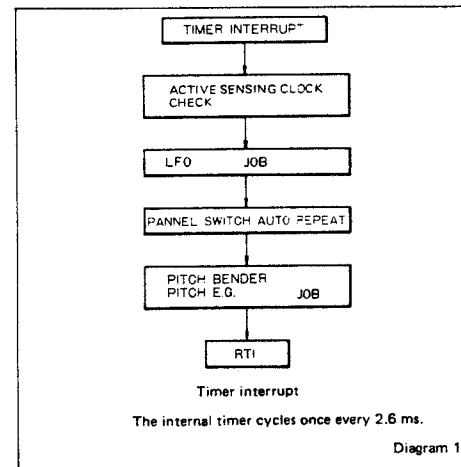 TIMER INTERRUPT
ACTIVE SENSING CLOCK
CHECK
LFO JOB
PANNEL SWITCH AUTO REPEAT
PITCH BENDER
PITCH E.G. JOB
RTI
Timer interrupt
The internal timer cycles once every 2.6 ms.
Diagram 1